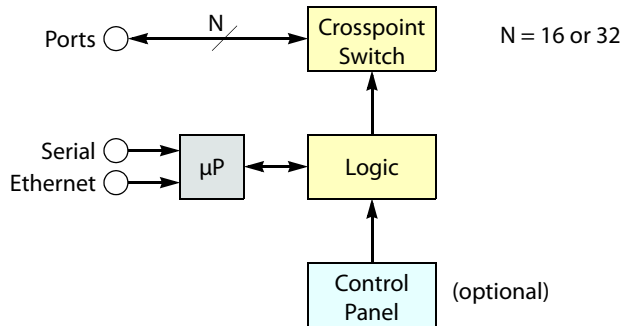 Ports
N
Crosspoint
Switch
N = 16 or 32
Serial
Ethernet
µP
Logic
Control
Panel
(optional)